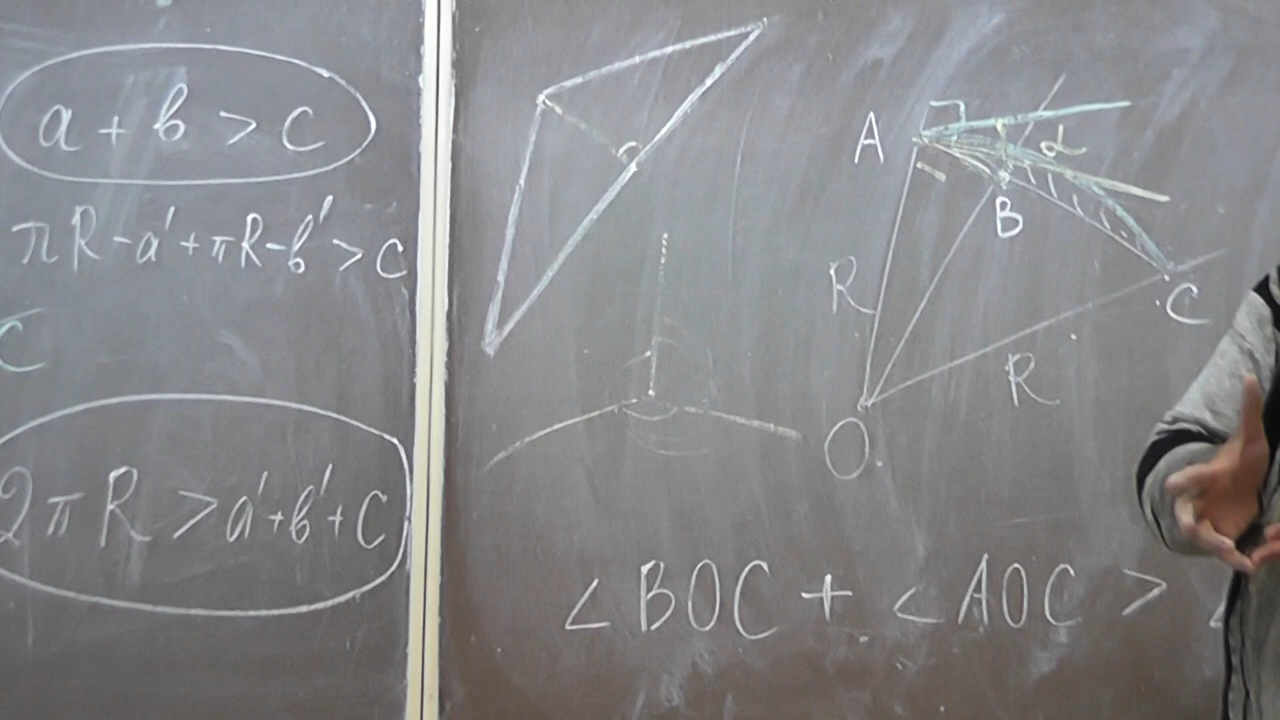 a + b > c
πR-a'+πR-b' > c
c
2πR > a'+b'+c
A
α
B
R
C
R
O
∠BOC + ∠AOC > ∠